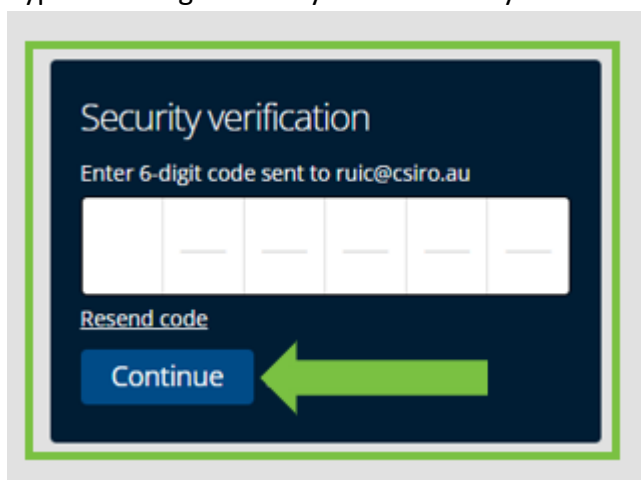 Security verification
Enter 6-digit code sent to ruic@csiro.au
Resend code
Continue